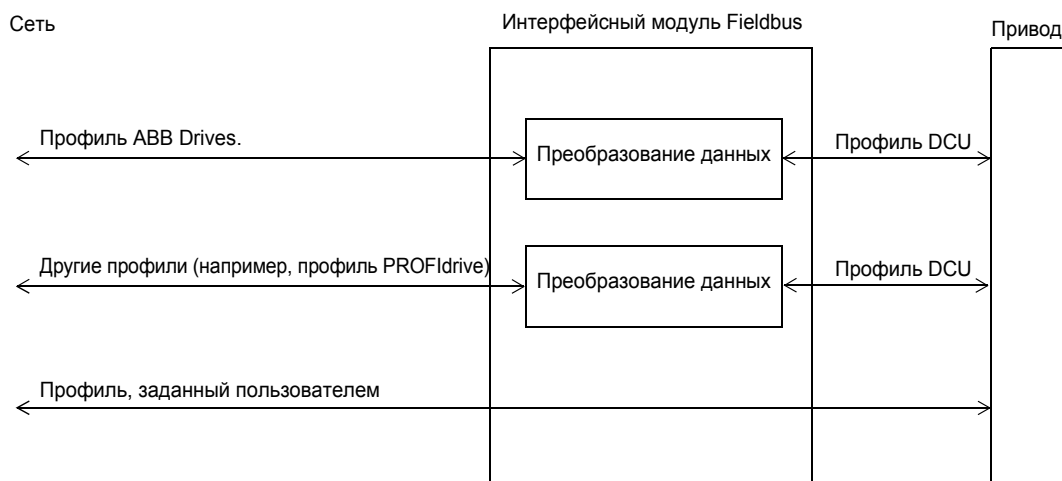 Сеть
Интерфейсный модуль Fieldbus
Привод
Профиль ABB Drives.
Преобразование данных
Профиль DCU
Другие профили (например, профиль PROFIdrive)
Преобразование данных
Профиль DCU
Профиль, заданный пользователем